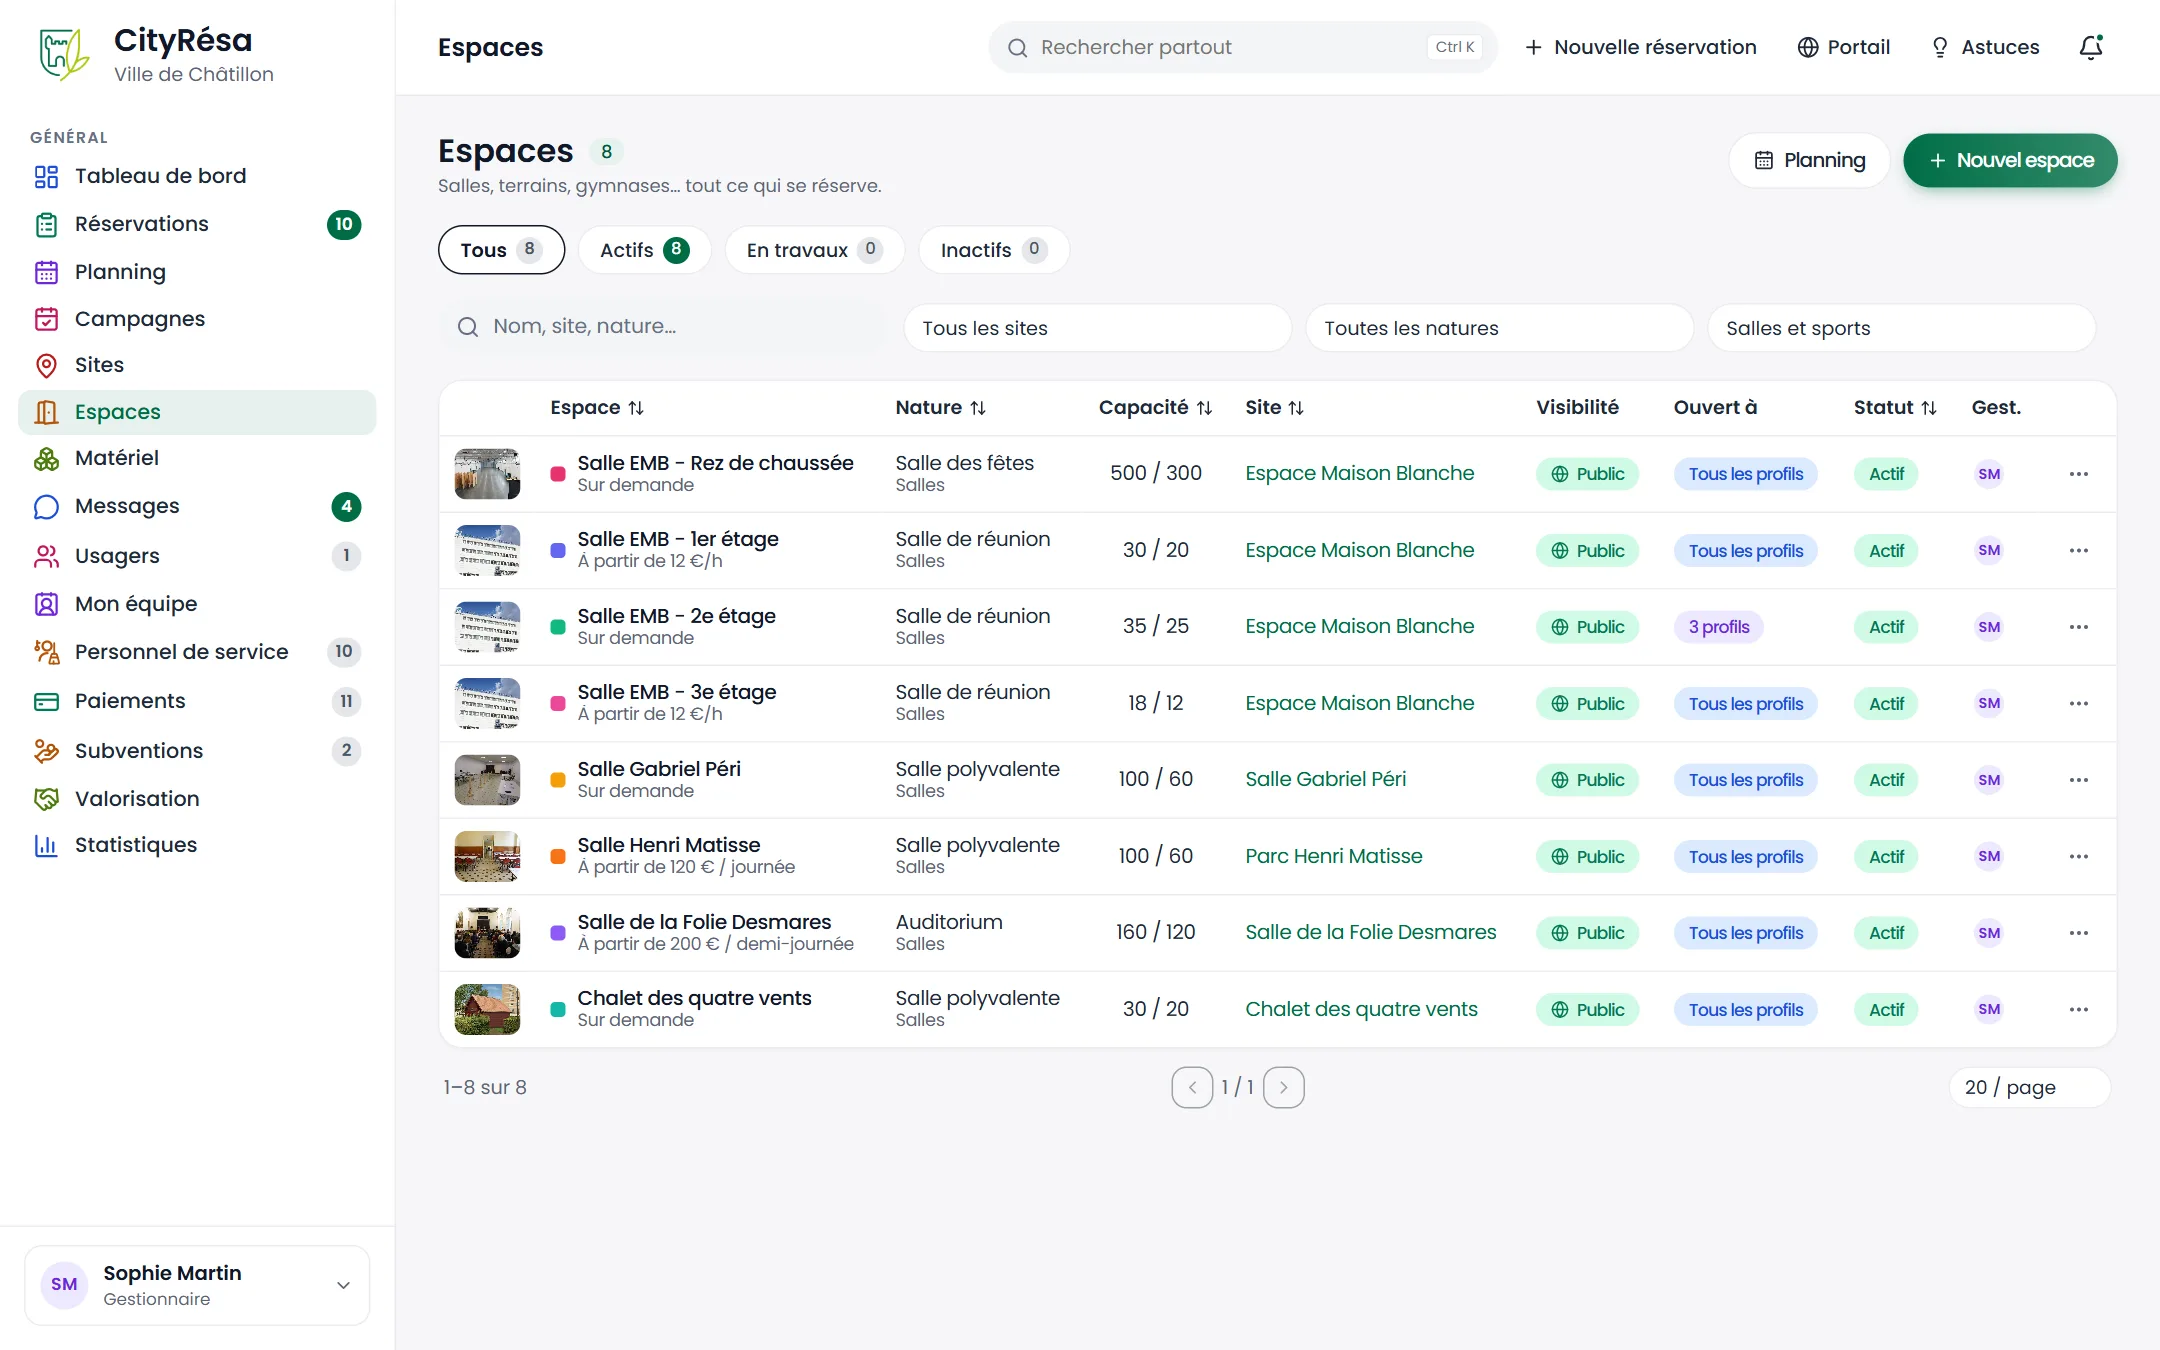 CityRésa
Ville de Châtillon
GÉNÉRAL
Tableau de bord
Réservations 10
Planning
Campagnes
Sites
Espaces
Matériel
Messages 4
Usagers 1
Mon équipe
Personnel de service 10
Paiements 11
Subventions 2
Valorisation
Statistiques
SM
Sophie Martin
Gestionnaire
Espaces
Rechercher partout Ctrl K
Nouvelle réservation
Portail
Astuces
Espaces 8
Salles, terrains, gymnases... tout ce qui se réserve.
Planning
+ Nouvel espace
Tous 8
Actifs 8
En travaux 0
Inactifs 0
Nom, site, nature...
Tous les sites
Toutes les natures
Salles et sports
Espace Nature Capacité Site Visibilité Ouvert à Statut Gest.
Salle EMB - Rez de chaussée
Sur demande
Salle des fêtes
Salles
500 / 300
Espace Maison Blanche
Public
Tous les profils
Actif
SM
Salle EMB - 1er étage
À partir de 12 €/h
Salle de réunion
Salles
30 / 20
Espace Maison Blanche
Public
Tous les profils
Actif
SM
Salle EMB - 2e étage
Sur demande
Salle de réunion
Salles
35 / 25
Espace Maison Blanche
Public
3 profils
Actif
SM
Salle EMB - 3e étage
À partir de 12 €/h
Salle de réunion
Salles
18 / 12
Espace Maison Blanche
Public
Tous les profils
Actif
SM
Salle Gabriel Péri
Sur demande
Salle polyvalente
Salles
100 / 60
Salle Gabriel Péri
Public
Tous les profils
Actif
SM
Salle Henri Matisse
À partir de 120 € / journée
Salle polyvalente
Salles
100 / 60
Parc Henri Matisse
Public
Tous les profils
Actif
SM
Salle de la Folie Desmares
À partir de 200 € / demi-journée
Auditorium
Salles
160 / 120
Salle de la Folie Desmares
Public
Tous les profils
Actif
SM
Chalet des quatre vents
Sur demande
Salle polyvalente
Salles
30 / 20
Chalet des quatre vents
Public
Tous les profils
Actif
SM
1–8 sur 8
1 / 1
20 / page